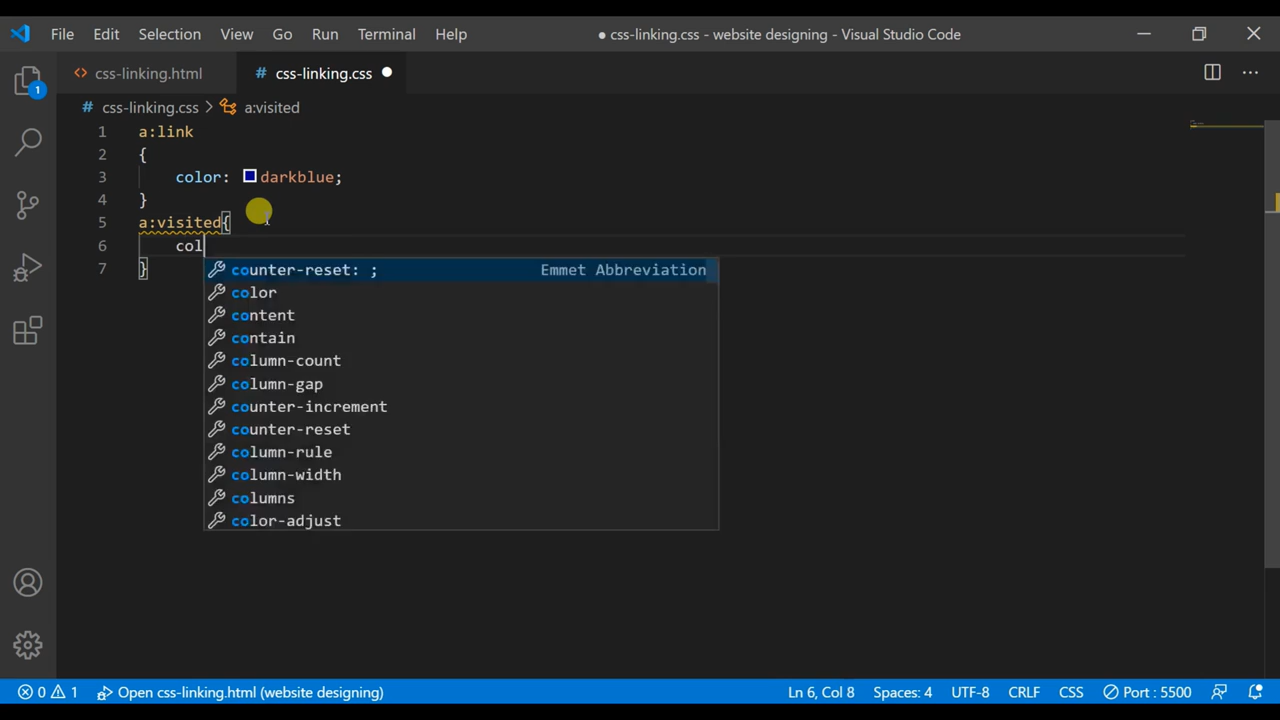 File Edit Selection View Go Run Terminal Help ● css-linking.css - website designing - Visual Studio Code
css-linking.html # css-linking.css
# css-linking.css > a:visited
1
1 a:link
2 {
3 color: darkblue;
4 }
5 a:visited{
6 col
7 }
counter-reset: ; Emmet Abbreviation
color
content
contain
column-count
column-gap
counter-increment
counter-reset
column-rule
column-width
columns
color-adjust
0 1 Open css-linking.html (website designing) Ln 6, Col 8 Spaces: 4 UTF-8 CRLF CSS Port : 5500